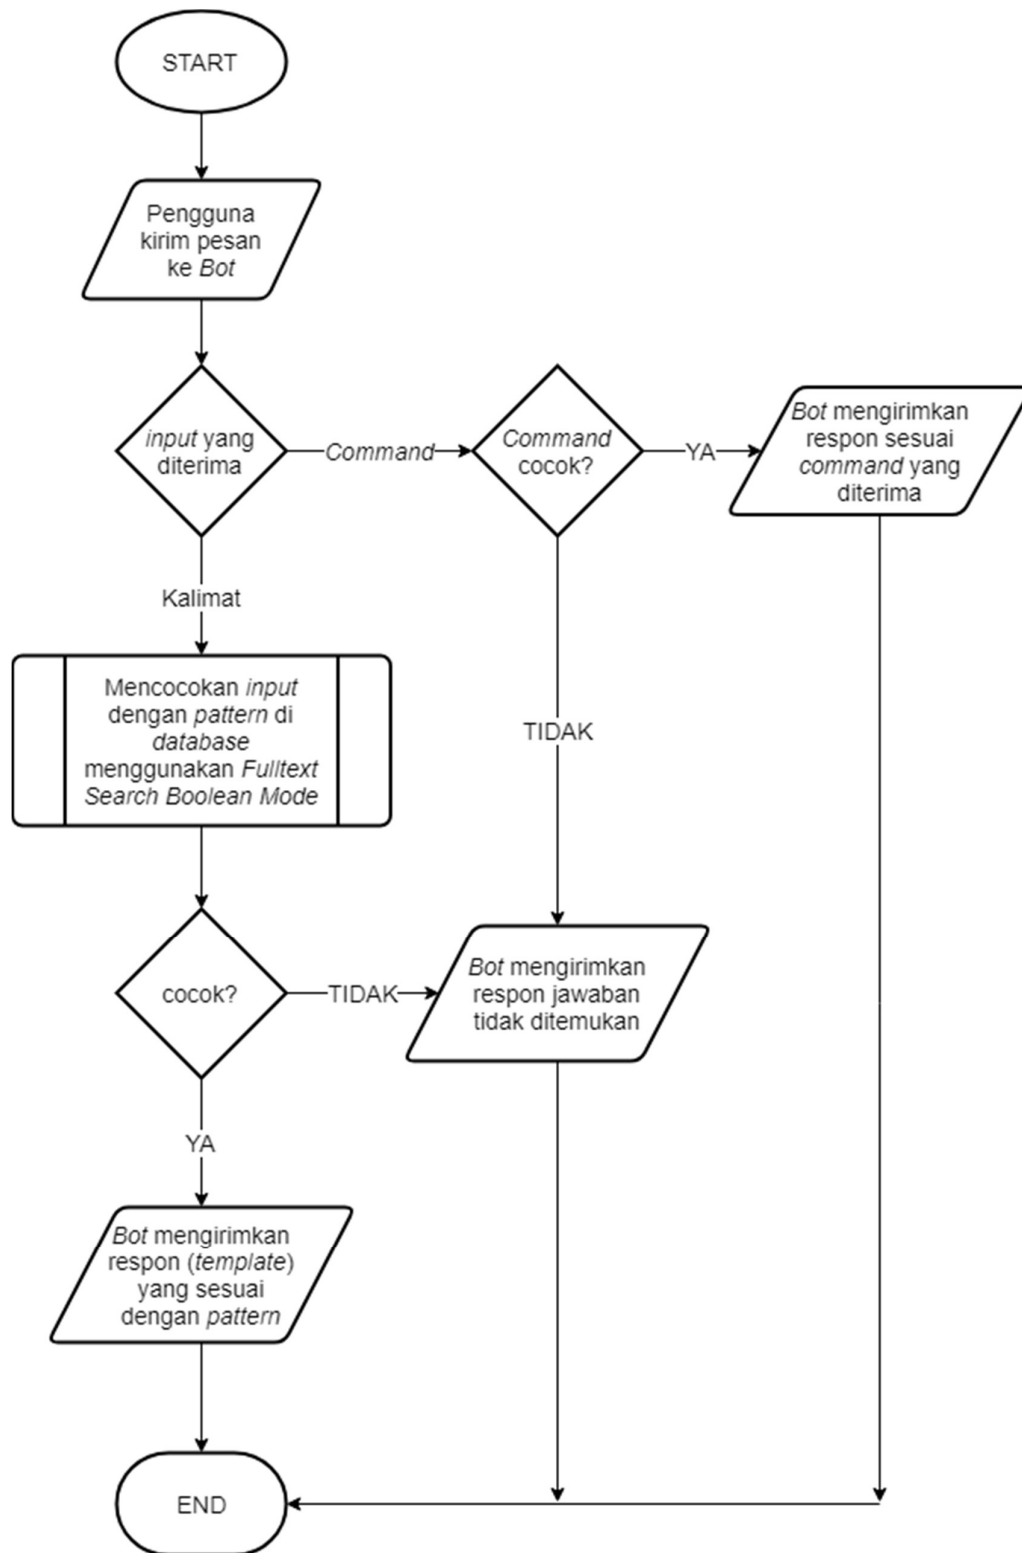 START
Pengguna
kirim pesan
ke Bot
input yang
diterima
Command
Command
cocok?
YA
Bot mengirimkan
respon sesuai
command yang
diterima
Kalimat
Mencocokan input
dengan pattern di
database
menggunakan Fulltext
Search Boolean Mode
TIDAK
cocok?
TIDAK
Bot mengirimkan
respon jawaban
tidak ditemukan
YA
Bot mengirimkan
respon (template)
yang sesuai
dengan pattern
END